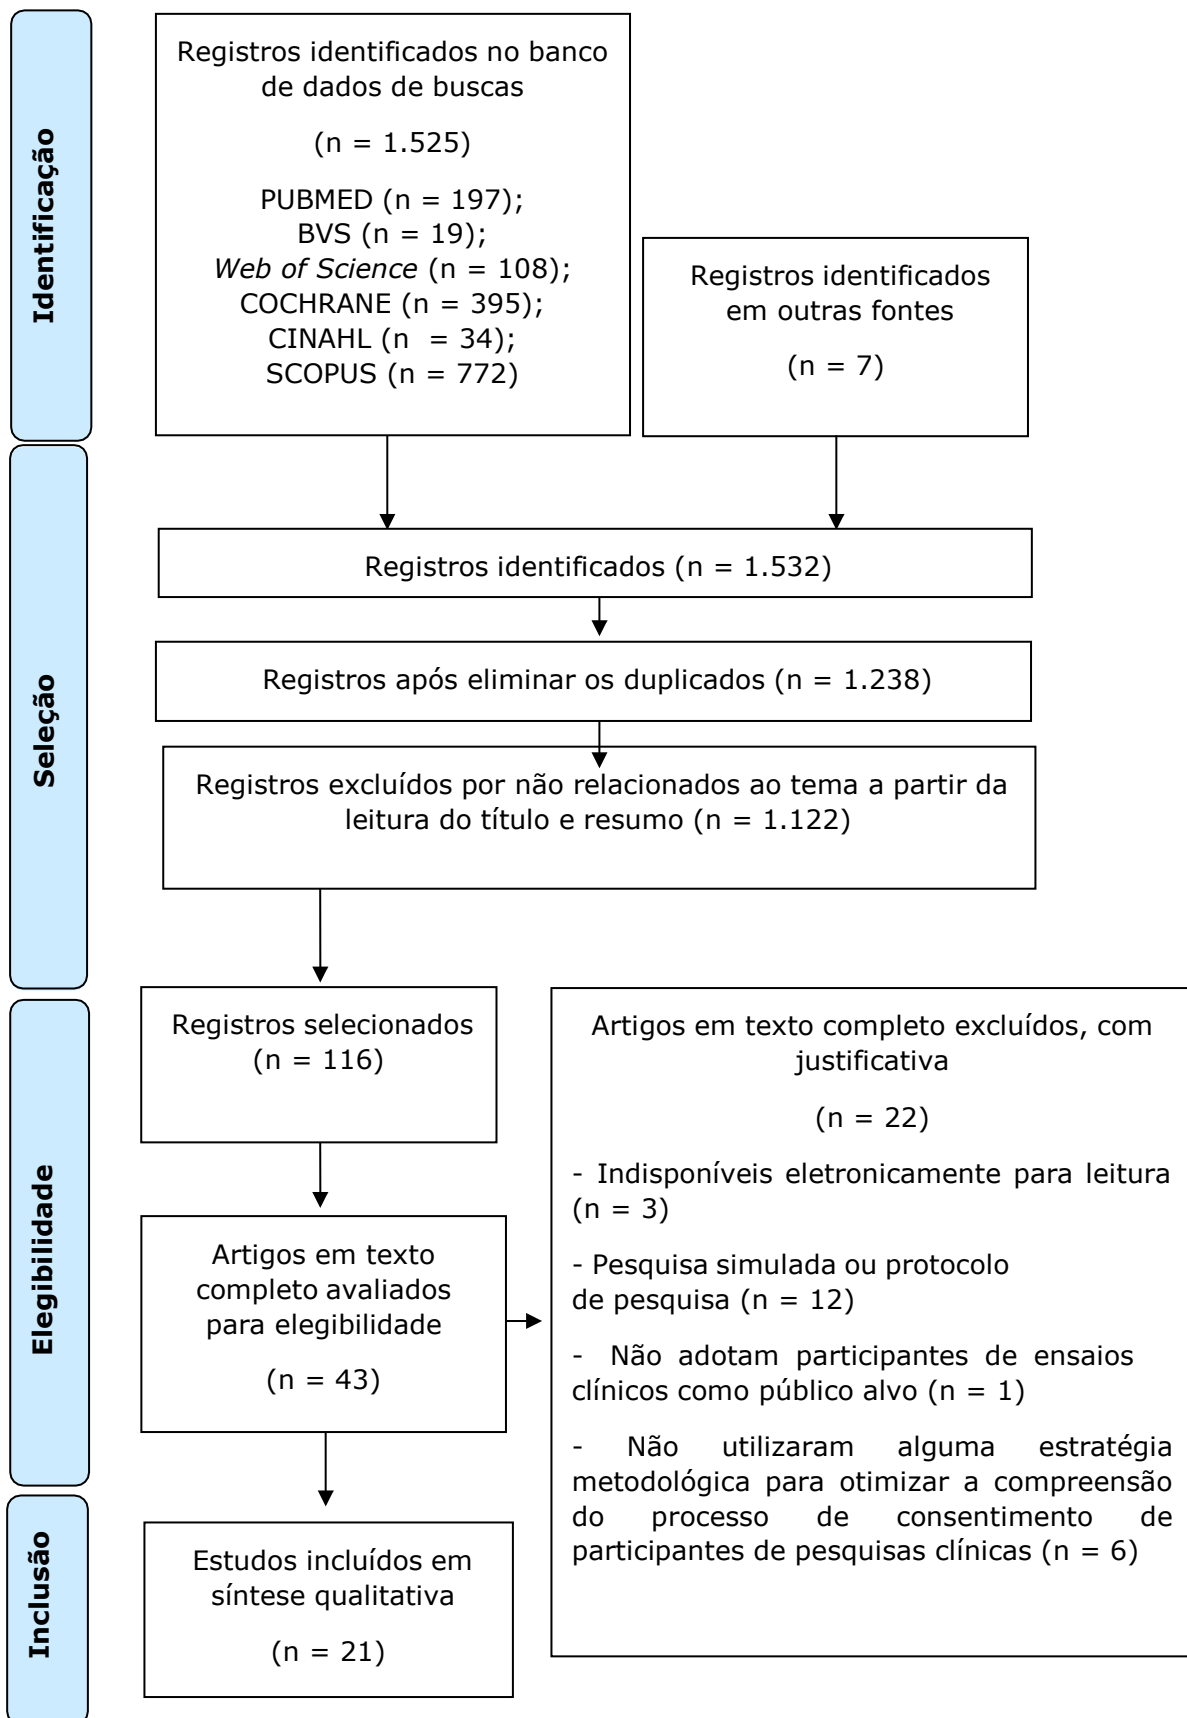 Identificação
Registros identificados no banco
de dados de buscas
(n = 1.525)
PUBMED (n = 197);
BVS (n = 19);
Web of Science (n = 108);
COCHRANE (n = 395);
CINAHL (n = 34);
SCOPUS (n = 772)
Registros identificados
em outras fontes
(n = 7)
Seleção
Registros identificados (n = 1.532)
Registros após eliminar os duplicados (n = 1.238)
Registros excluídos por não relacionados ao tema a partir da
leitura do título e resumo (n = 1.122)
Elegibilidade
Registros selecionados
(n = 116)
Artigos em texto
completo avaliados
para elegibilidade
(n = 43)
Artigos em texto completo excluídos, com
justificativa
(n = 22)
- Indisponíveis eletronicamente para leitura
(n = 3)
- Pesquisa simulada ou protocolo
de pesquisa (n = 12)
- Não adotam participantes de ensaios
clínicos como público alvo (n = 1)
- Não utilizaram alguma estratégia
metodológica para otimizar a compreensão
do processo de consentimento de
participantes de pesquisas clínicas (n = 6)
Inclusão
Estudos incluídos em
síntese qualitativa
(n = 21)